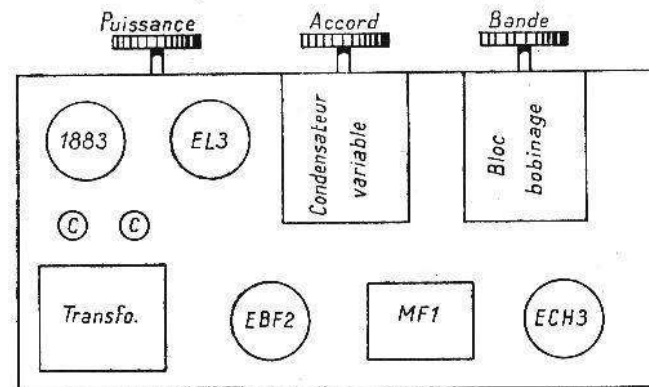 Puissance
Accord
Bande
1883
EL3
Condensateur
variable
Bloc
bobinage
C
C
Transfo.
EBF2
MF1
ECH3